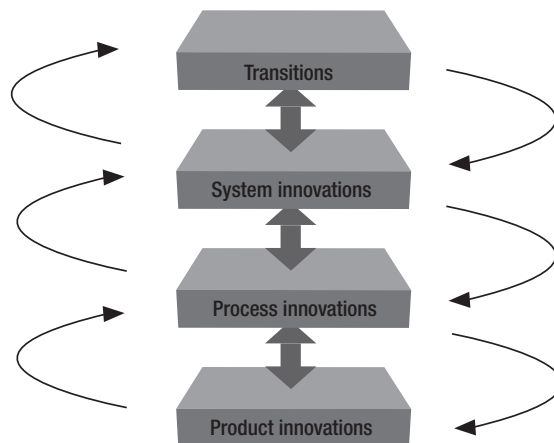 Transitions
System innovations
Process innovations
Product innovations